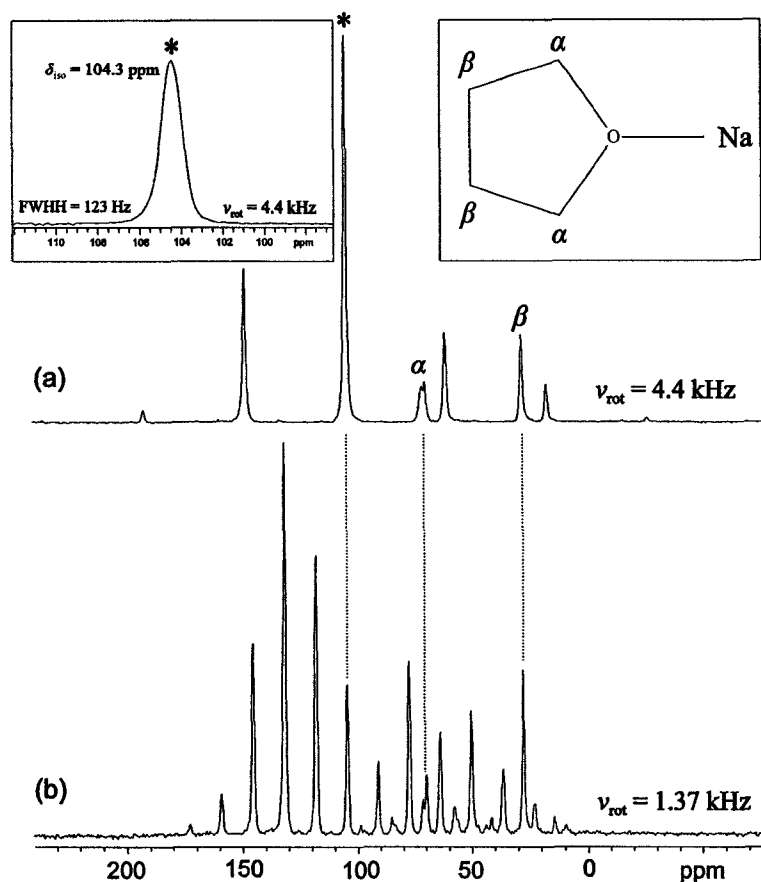 *
δiso = 104.3 ppm
FWHH = 123 Hz
νrot = 4.4 kHz
110 108 106 104 102 100 ppm
*
α
β
O
Na
β
α
(a)
α
β
νrot = 4.4 kHz
(b)
νrot = 1.37 kHz
200 150 100 50 0 ppm